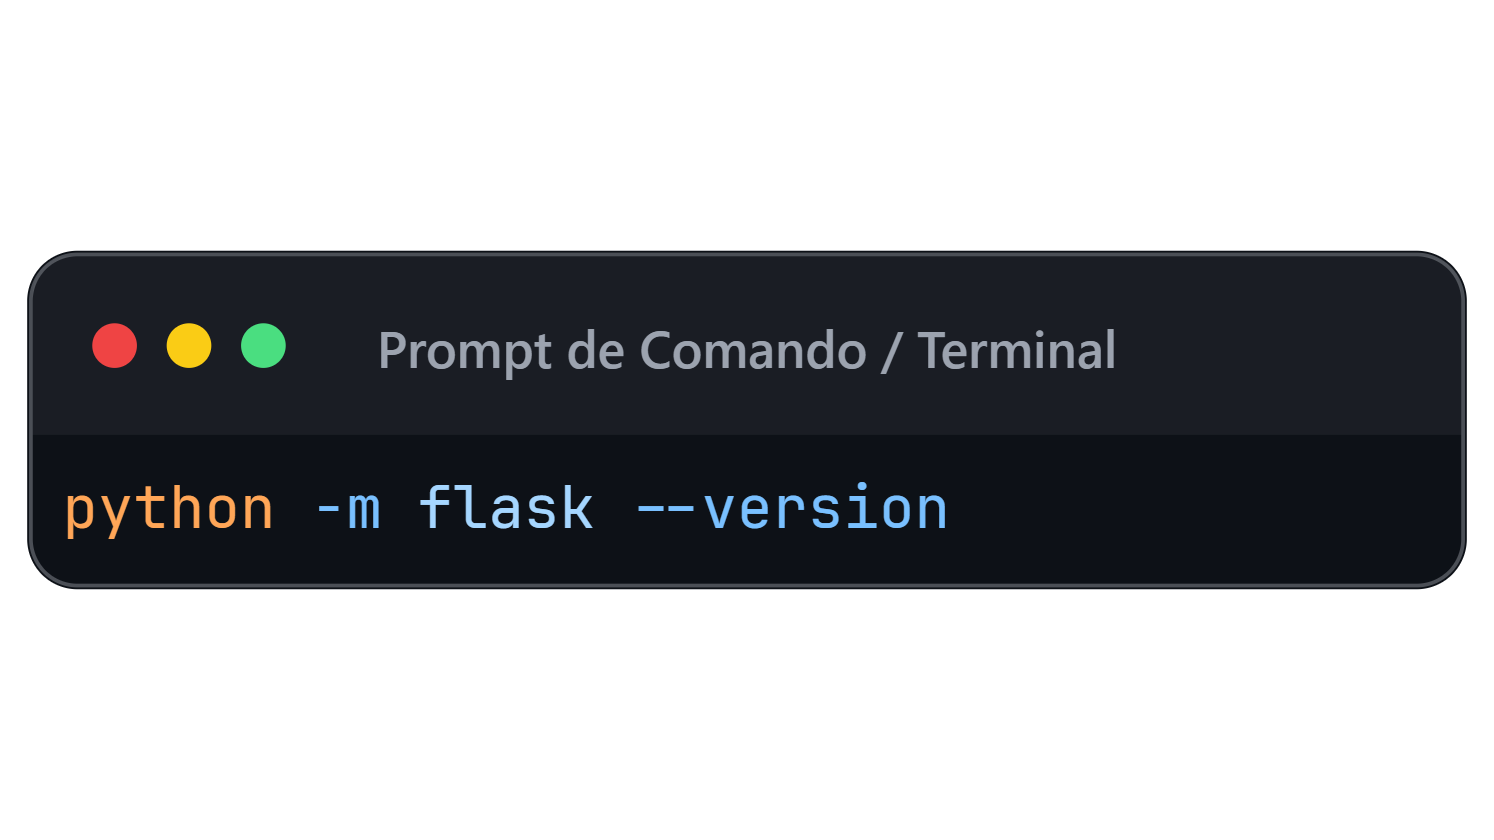 Prompt de Comando / Terminal
python -m flask --version